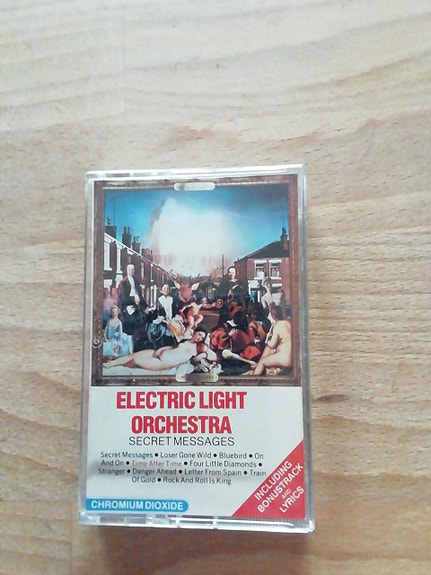 ELECTRIC LIGHT
ORCHESTRA
SECRET MESSAGES
Secret Messages • Loser Gone Wild • Bluebird • On
And On • Time After Time • Four Little Diamonds •
Stranger • Danger Ahead • Letter From Spain • Train
Of Gold • Rock And Roll Is King
INCLUDING
BONUSTRACK
AND
LYRICS
CHROMIUM DIOXIDE